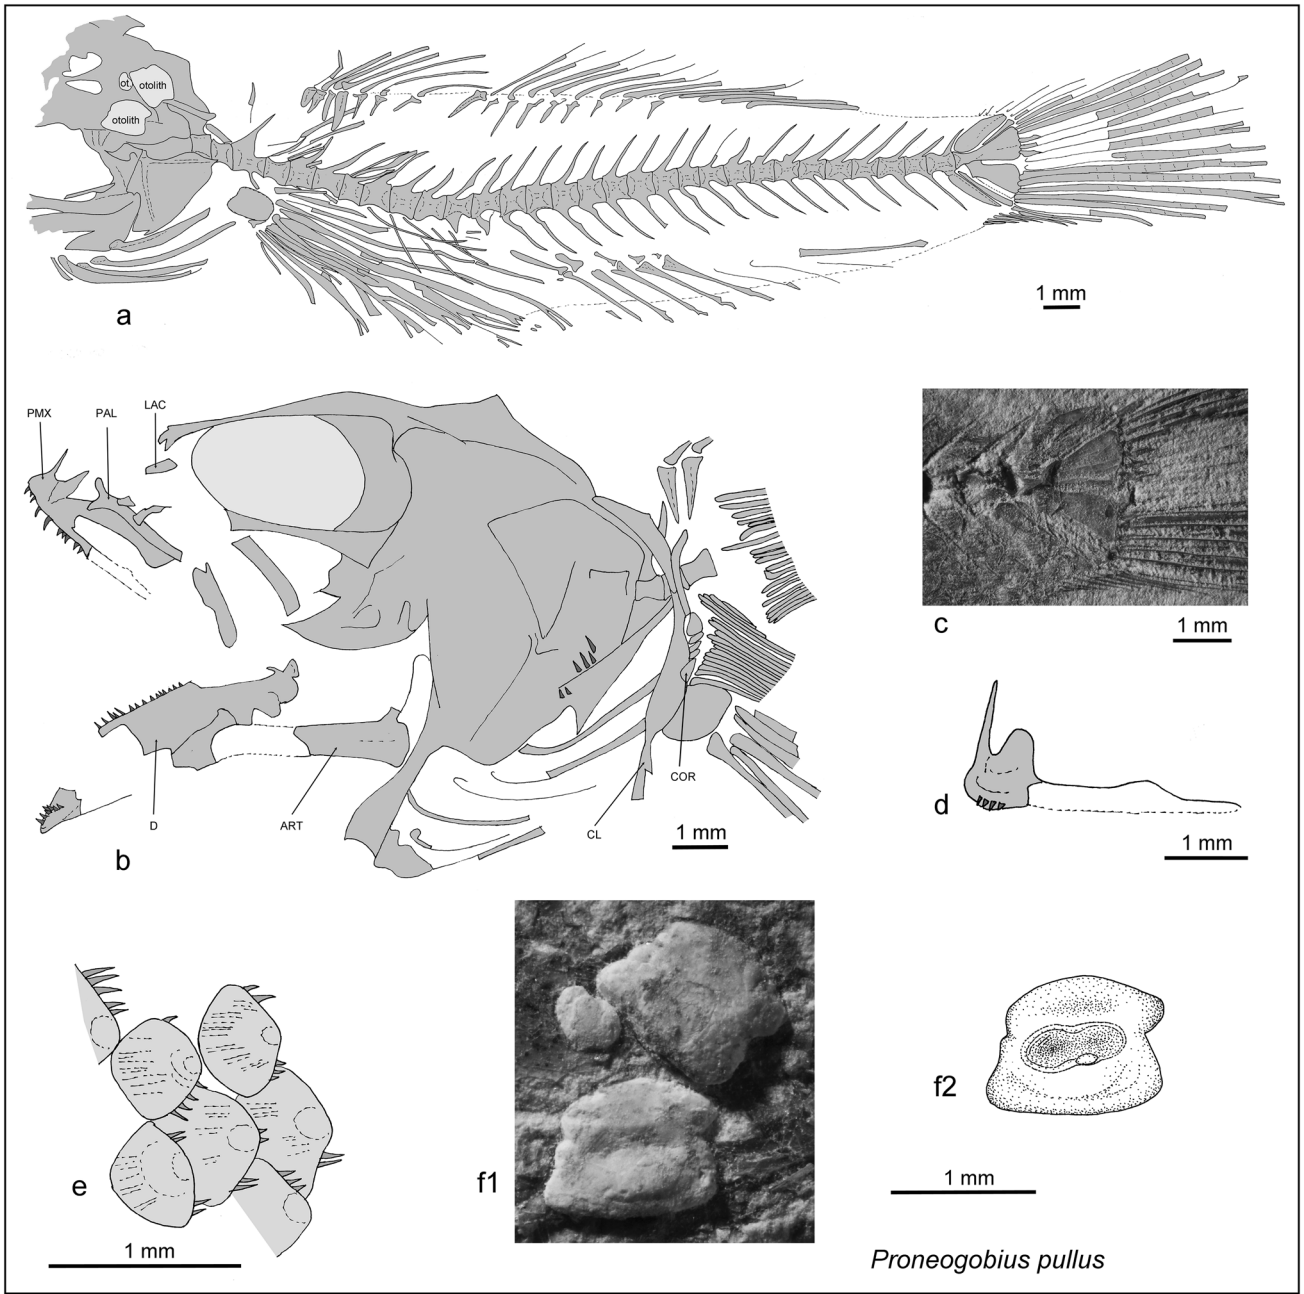 ot.
otolith
otolith
1 mm
a
PMX
PAL
LAC
D
ART
CL
COR
1 mm
b
c
1 mm
d
1 mm
e
1 mm
f1
f2
1 mm
Proneogobius pullus